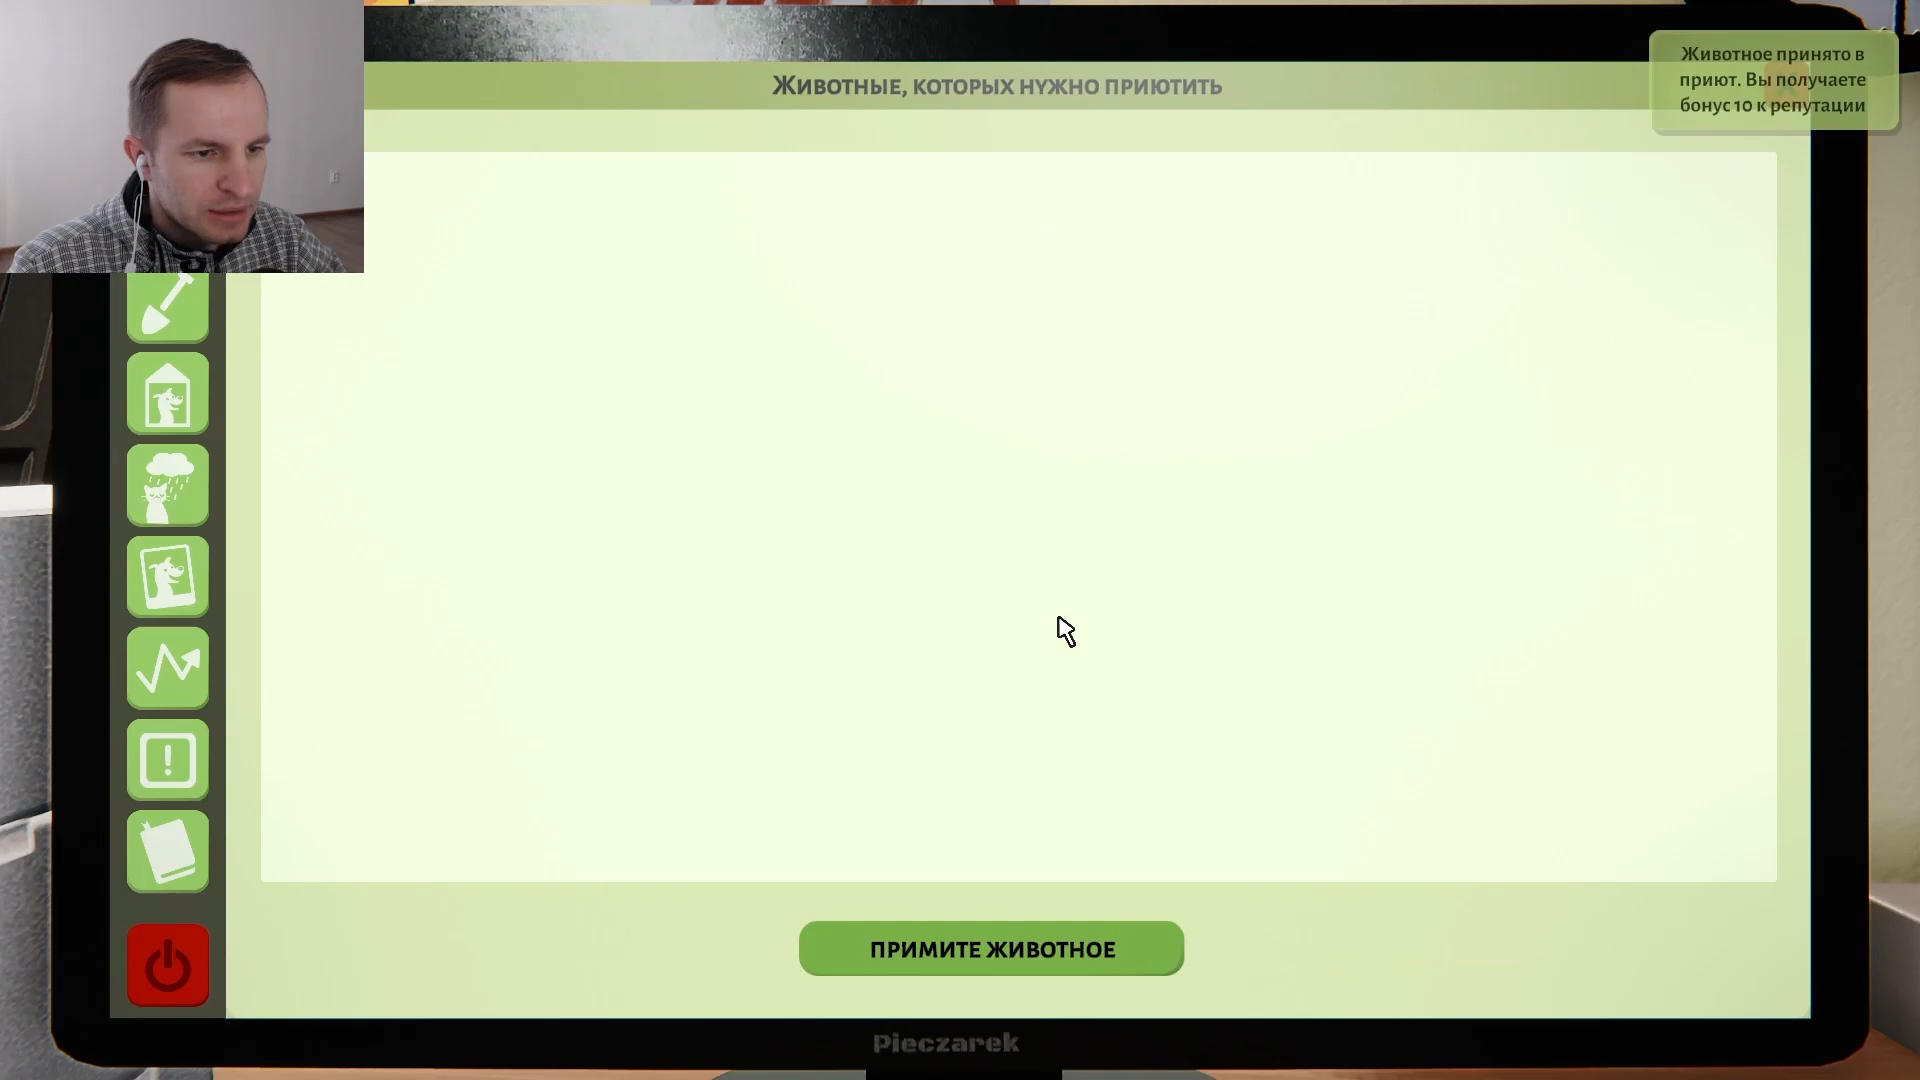 Животные, которых нужно приютить
Животное принято в
приют. Вы получаете
бонус 10 к репутации
ПРИМИТЕ ЖИВОТНОЕ
Pieczarek